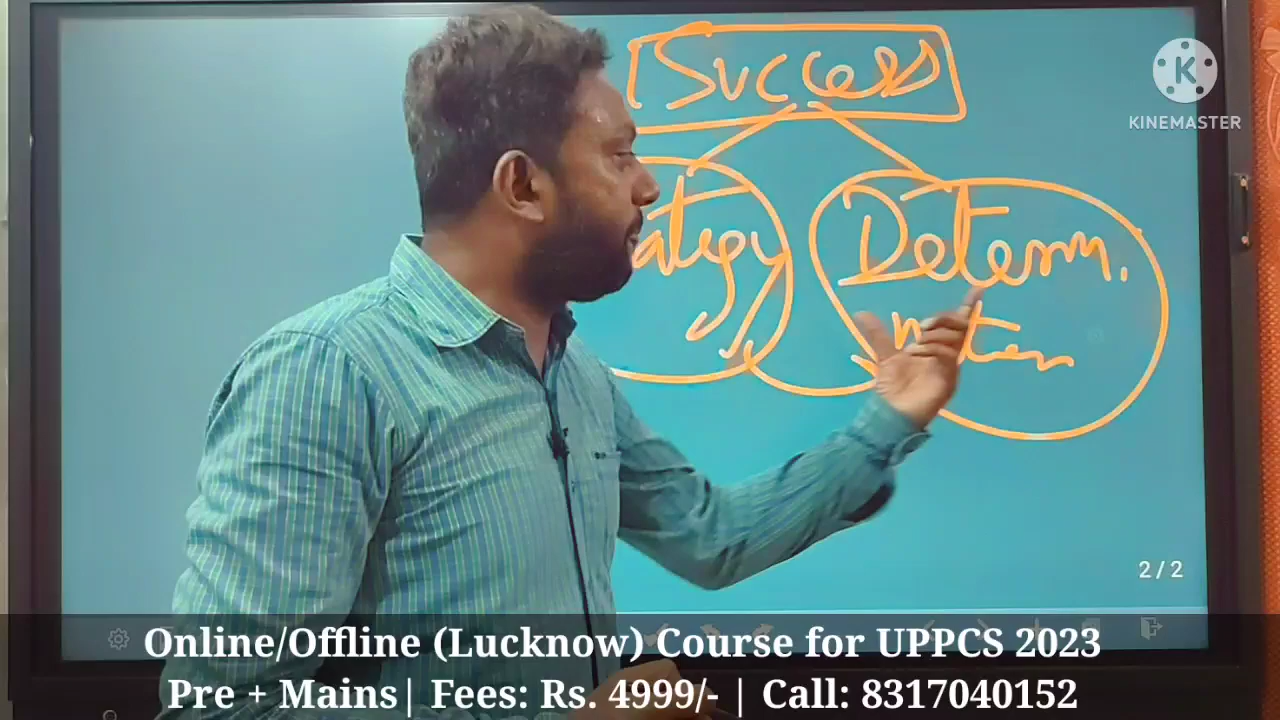 Success
KINEMASTER
ategy
Determ.
2/2
Online/Offline (Lucknow) Course for UPPCS 2023
Pre + Mains| Fees: Rs. 4999/- | Call: 8317040152